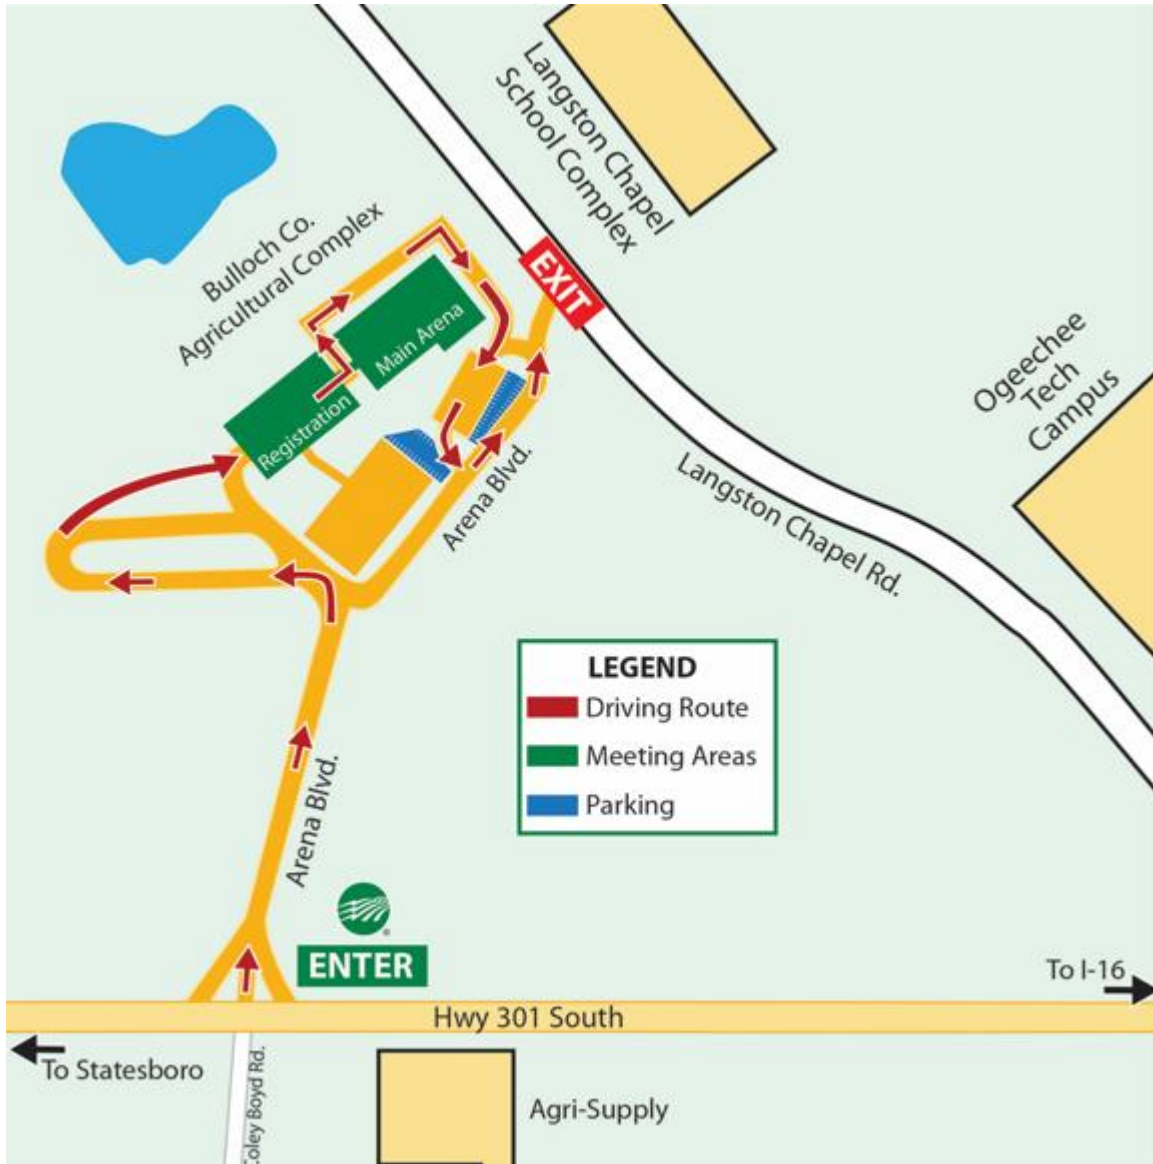 Langston Chapel
School Complex
Bulloch Co.
Agricultural Complex
EXIT
Main Arena
Registration
Ogeechee
Tech
Campus
Arena Blvd.
Langston Chapel Rd.
LEGEND
Driving Route
Meeting Areas
Parking
Arena Blvd.
®
ENTER
To I-16
Hwy 301 South
To Statesboro
Coley Boyd Rd.
Agri-Supply